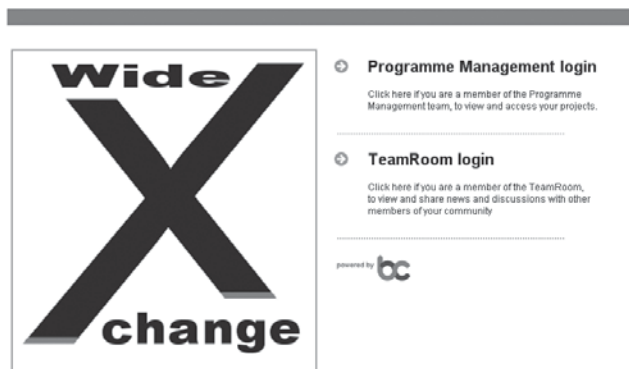 Wide
X
change
Programme Management login
Click here if you are a member of the Programme
Management team, to view and access your projects.
TeamRoom login
Click here if you are a member of the TeamRoom,
to view and share news and discussions with other
members of your community
powered by bc